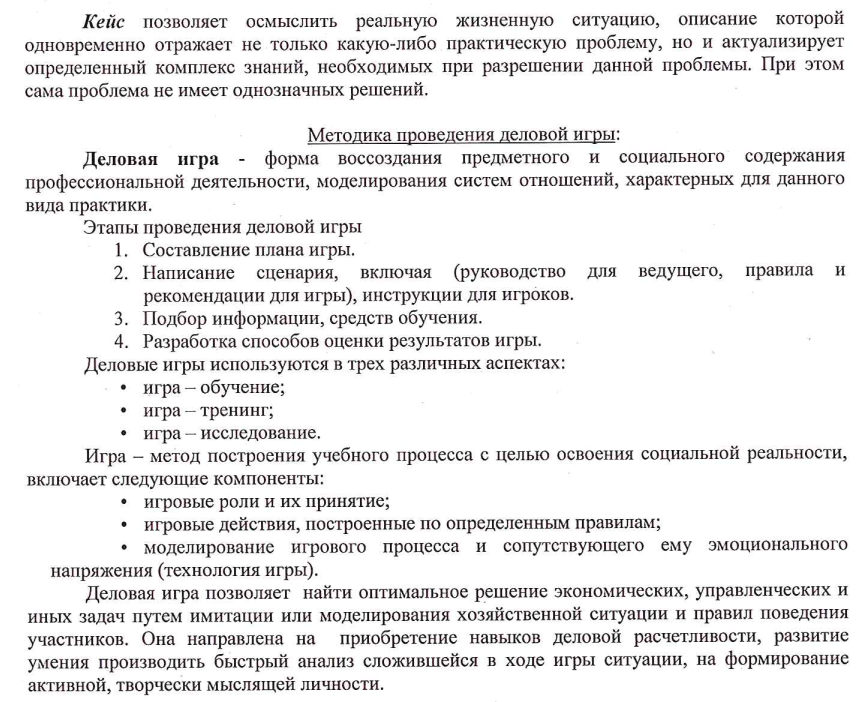 Кейс позволяет осмыслить реальную жизненную ситуацию, описание которой
одновременно отражает не только какую-либо практическую проблему, но и актуализирует
определенный комплекс знаний, необходимых при разрешении данной проблемы. При этом
сама проблема не имеет однозначных решений.
Методика проведения деловой игры:
Деловая игра - форма воссоздания предметного и социального содержания
профессиональной деятельности, моделирования систем отношений, характерных для данного
вида практики.
Этапы проведения деловой игры
1. Составление плана игры.
2. Написание сценария, включая (руководство для ведущего, правила и
рекомендации для игры), инструкции для игроков.
3. Подбор информации, средств обучения.
4. Разработка способов оценки результатов игры.
Деловые игры используются в трех различных аспектах:
• игра – обучение;
• игра – тренинг;
• игра – исследование.
Игра – метод построения учебного процесса с целью освоения социальной реальности,
включает следующие компоненты:
• игровые роли и их принятие;
• игровые действия, построенные по определенным правилам;
• моделирование игрового процесса и сопутствующего ему эмоционального
напряжения (технология игры).
Деловая игра позволяет найти оптимальное решение экономических, управленческих и
иных задач путем имитации или моделирования хозяйственной ситуации и правил поведения
участников. Она направлена на приобретение навыков деловой расчетливости, развитие
умения производить быстрый анализ сложившейся в ходе игры ситуации, на формирование
активной, творчески мыслящей личности.